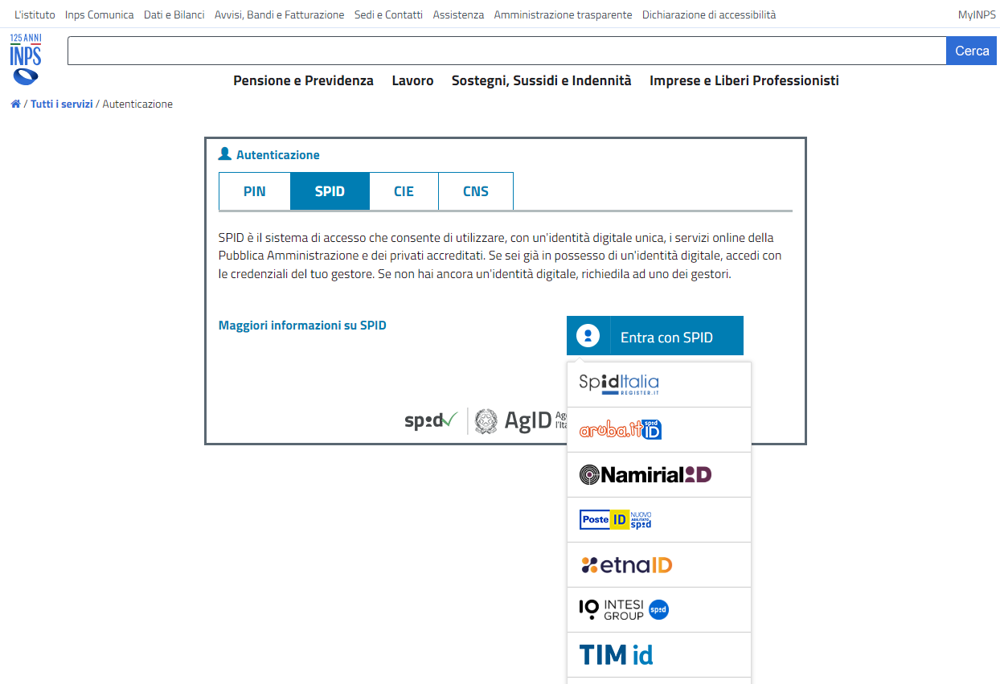 L'istituto Inps Comunica Dati e Bilanci Avvisi, Bandi e Fatturazione Sedi e Contatti Assistenza Amministrazione trasparente Dichiarazione di accessibilità MyINPS
125 ANNI
INPS
Cerca
Pensione e Previdenza Lavoro Sostegni, Sussidi e Indennità Imprese e Liberi Professionisti
/ Tutti i servizi / Autenticazione
Autenticazione
PIN SPID CIE CNS
SPID è il sistema di accesso che consente di utilizzare, con un'identità digitale unica, i servizi online della
Pubblica Amministrazione e dei privati accreditati. Se sei già in possesso di un'identità digitale, accedi con
le credenziali del tuo gestore. Se non hai ancora un'identità digitale, richiedila ad uno dei gestori.
Maggiori informazioni su SPID
Entra con SPID
SpidItalia
REGISTER.IT
spid AgID
aruba.it spid ID
NamirialID
Poste ID NUOVO
ABILITATO
spid
etnaID
INTESI
GROUP spid
TIM id